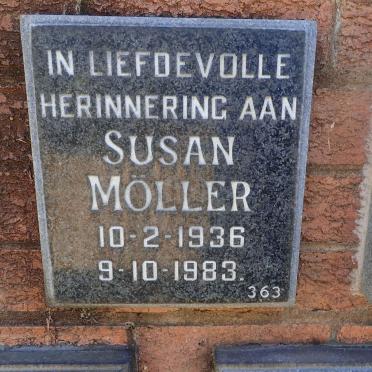 IN LIEFDEVOLLE
HERINNERING AAN
SUSAN
MÖLLER
10-2-1936
9-10-1983.
363